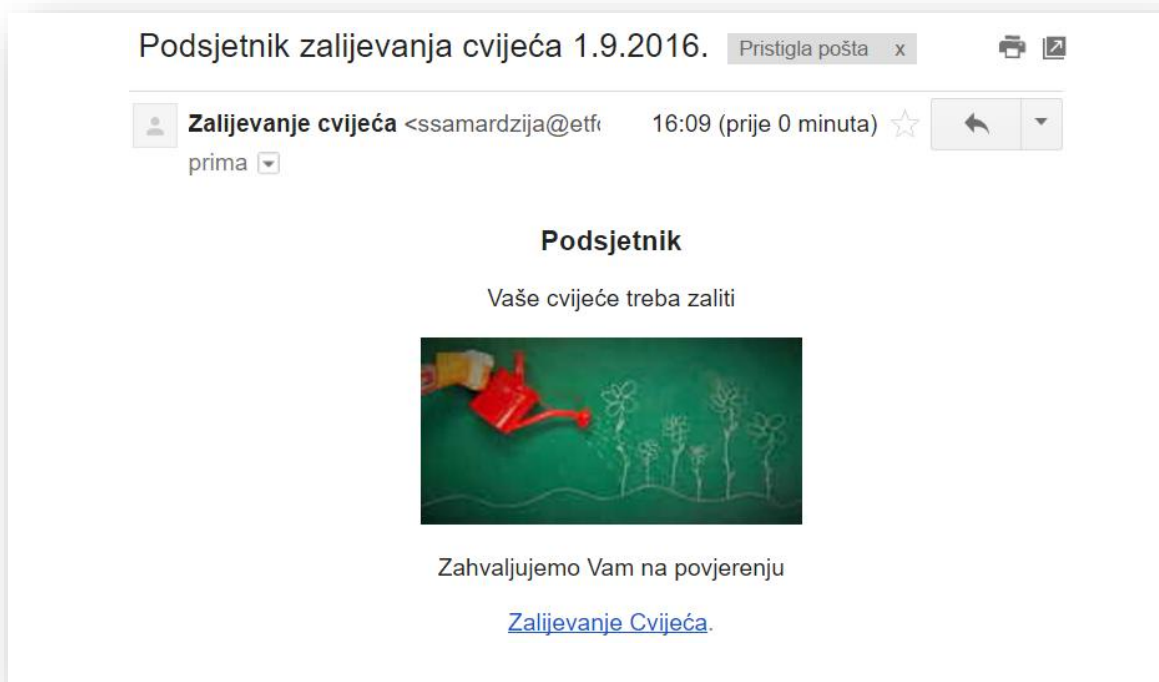 Podsjetnik zalijevanja cvijeća 1.9.2016. Pristigla pošta x
Zalijevanje cvijeća <ssamardzija@etf 16:09 (prije 0 minuta)
prima
Podsjetnik
Vaše cvijeće treba zaliti
Zahvaljujemo Vam na povjerenju
Zalijevanje Cvijeća.